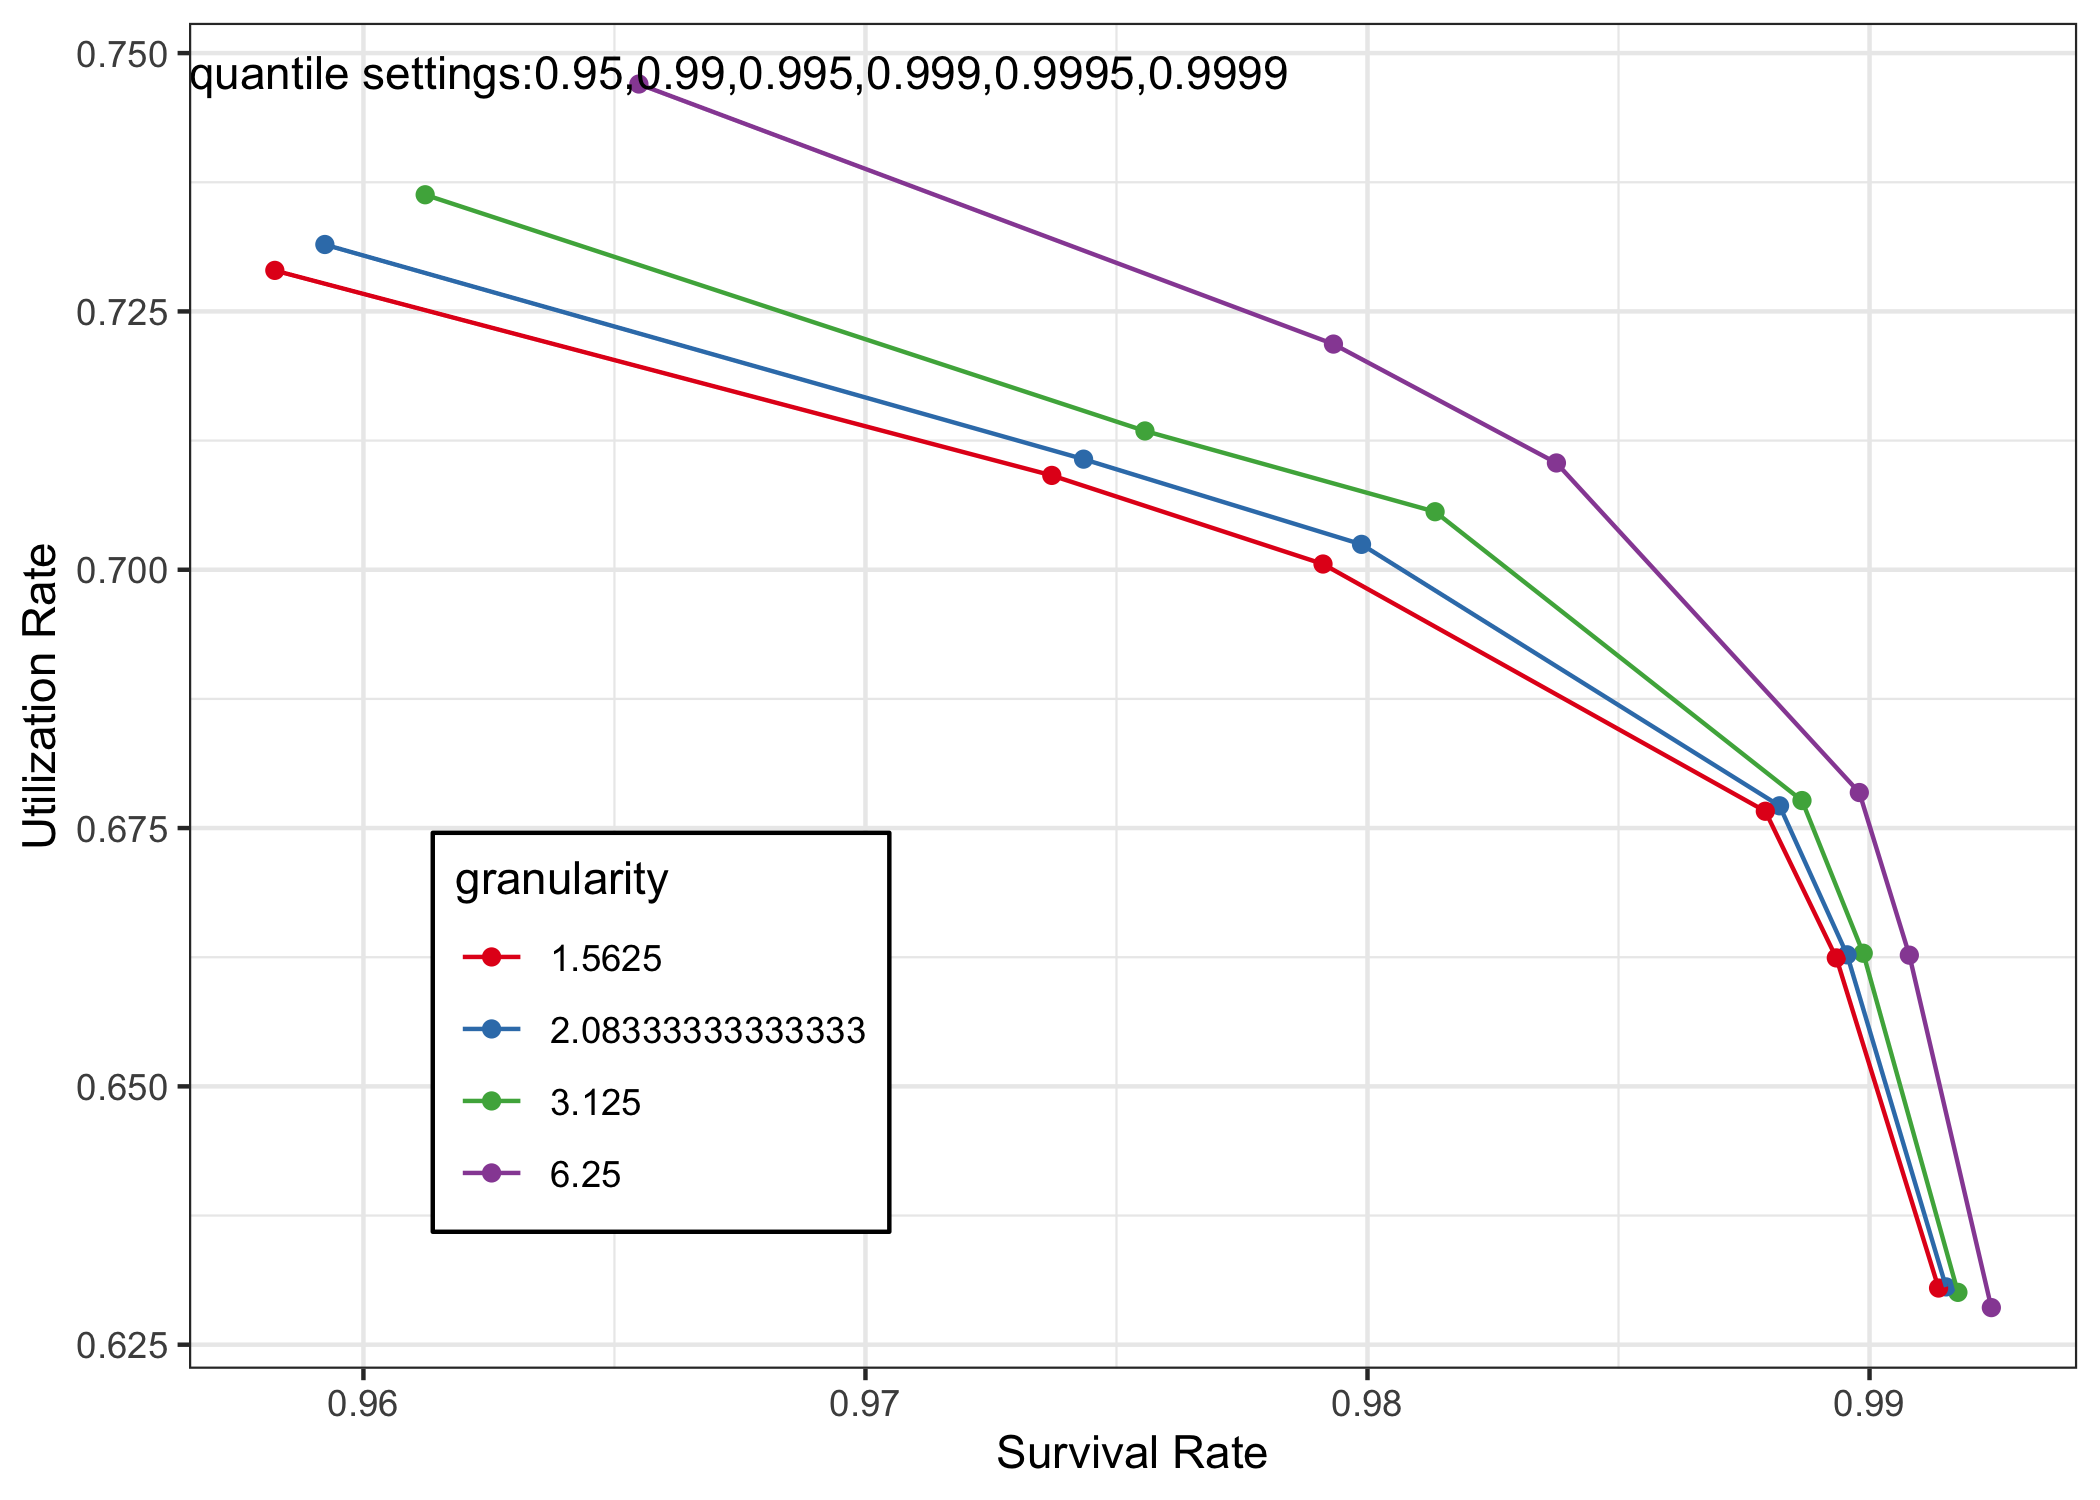 quantile settings:0.95,0.99,0.995,0.999,0.9995,0.9999
0.750
0.725
0.700
0.675
0.650
0.625
Utilization Rate
granularity
1.5625
2.08333333333333
3.125
6.25
0.96 0.97 0.98 0.99
Survival Rate